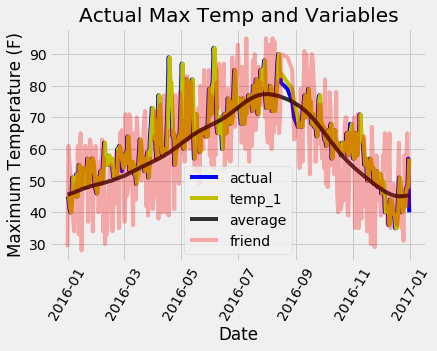 Actual Max Temp and Variables
Maximum Temperature (F)
90
80
70
60
50
40
30
actual
temp_1
average
friend
2016-01
2016-03
2016-05
2016-07
2016-09
2016-11
2017-01
Date